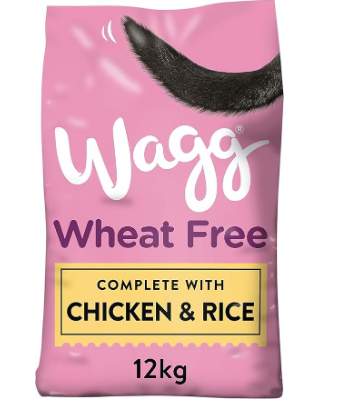 Wagg®
Wheat Free
COMPLETE WITH
CHICKEN & RICE
12kg